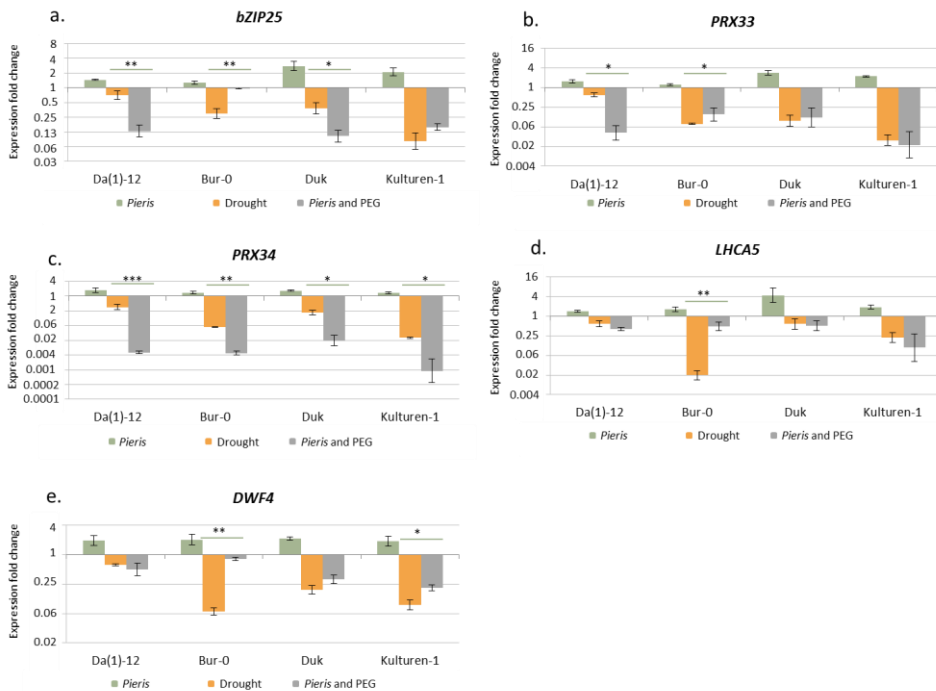 a.
bZIP25
Expression fold change
8
4
2
1
0.5
0.25
0.13
0.06
0.03
** ** *
Da(1)-12 Bur-0 Duk Kulturen-1
Pieris Drought Pieris and PEG
b.
PRX33
Expression fold change
16
4
1
0.25
0.06
0.02
0.004
* *
Da(1)-12 Bur-0 Duk Kulturen-1
Pieris Drought Pieris and PEG
c.
PRX34
Expression fold change
4
1
2
0.06
0.02
0.004
0.001
0.0002
0.0001
*** ** * *
Da(1)-12 Bur-0 Duk Kulturen-1
Pieris Drought Pieris and PEG
d.
LHCA5
Expression fold change
16
4
1
0.25
0.06
0.02
0.004
**
Da(1)-12 Bur-0 Duk Kulturen-1
Pieris Drought Pieris and PEG
e.
DWF4
Expression fold change
4
1
0.25
0.06
0.02
** *
Da(1)-12 Bur-0 Duk Kulturen-1
Pieris Drought Pieris and PEG